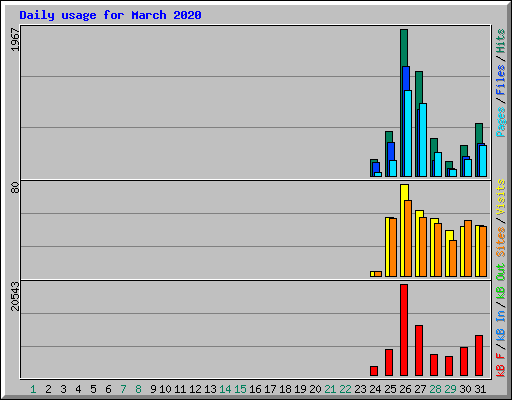 Daily usage for March 2020
1967
80
20543
Pages / Files / Hits
Sites / Visits
kB F / kB In / kB Out
1 2 3 4 5 6 7 8 9 10 11 12 13 14 15 16 17 18 19 20 21 22 23 24 25 26 27 28 29 30 31